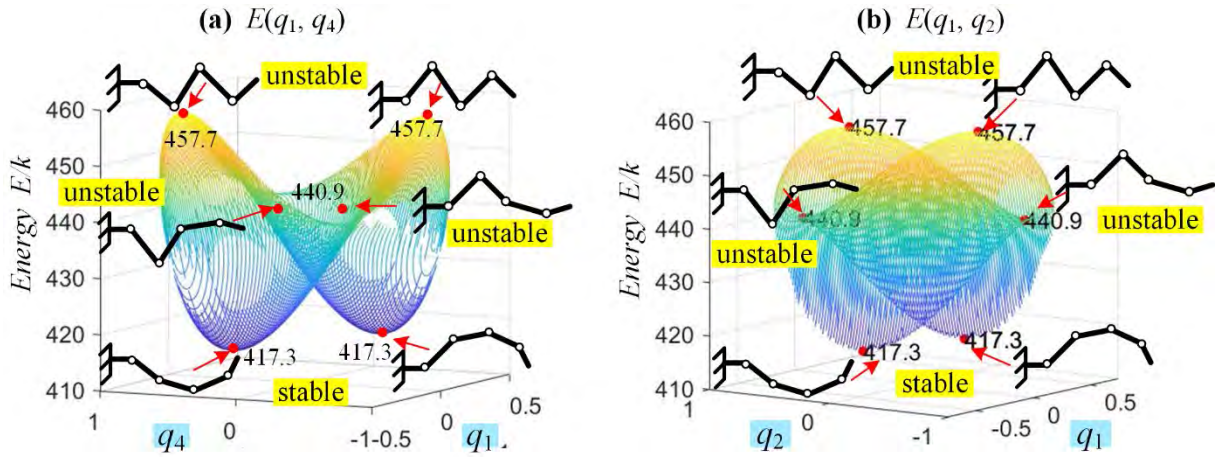 (a) E(q1, q4)
unstable
460
457.7
457.7
450
unstable
440.9
440
unstable
430
420
417.3
417.3
410
stable
1
0
-1
-0.5
0
0.5
q4
q1
Energy E/k
(b) E(q1, q2)
unstable
460
457.7
457.7
450
440
440.9
440.9
unstable
unstable
430
420
417.3
417.3
410
stable
1
0
-1
-0.5
0
0.5
q2
q1
Energy E/k